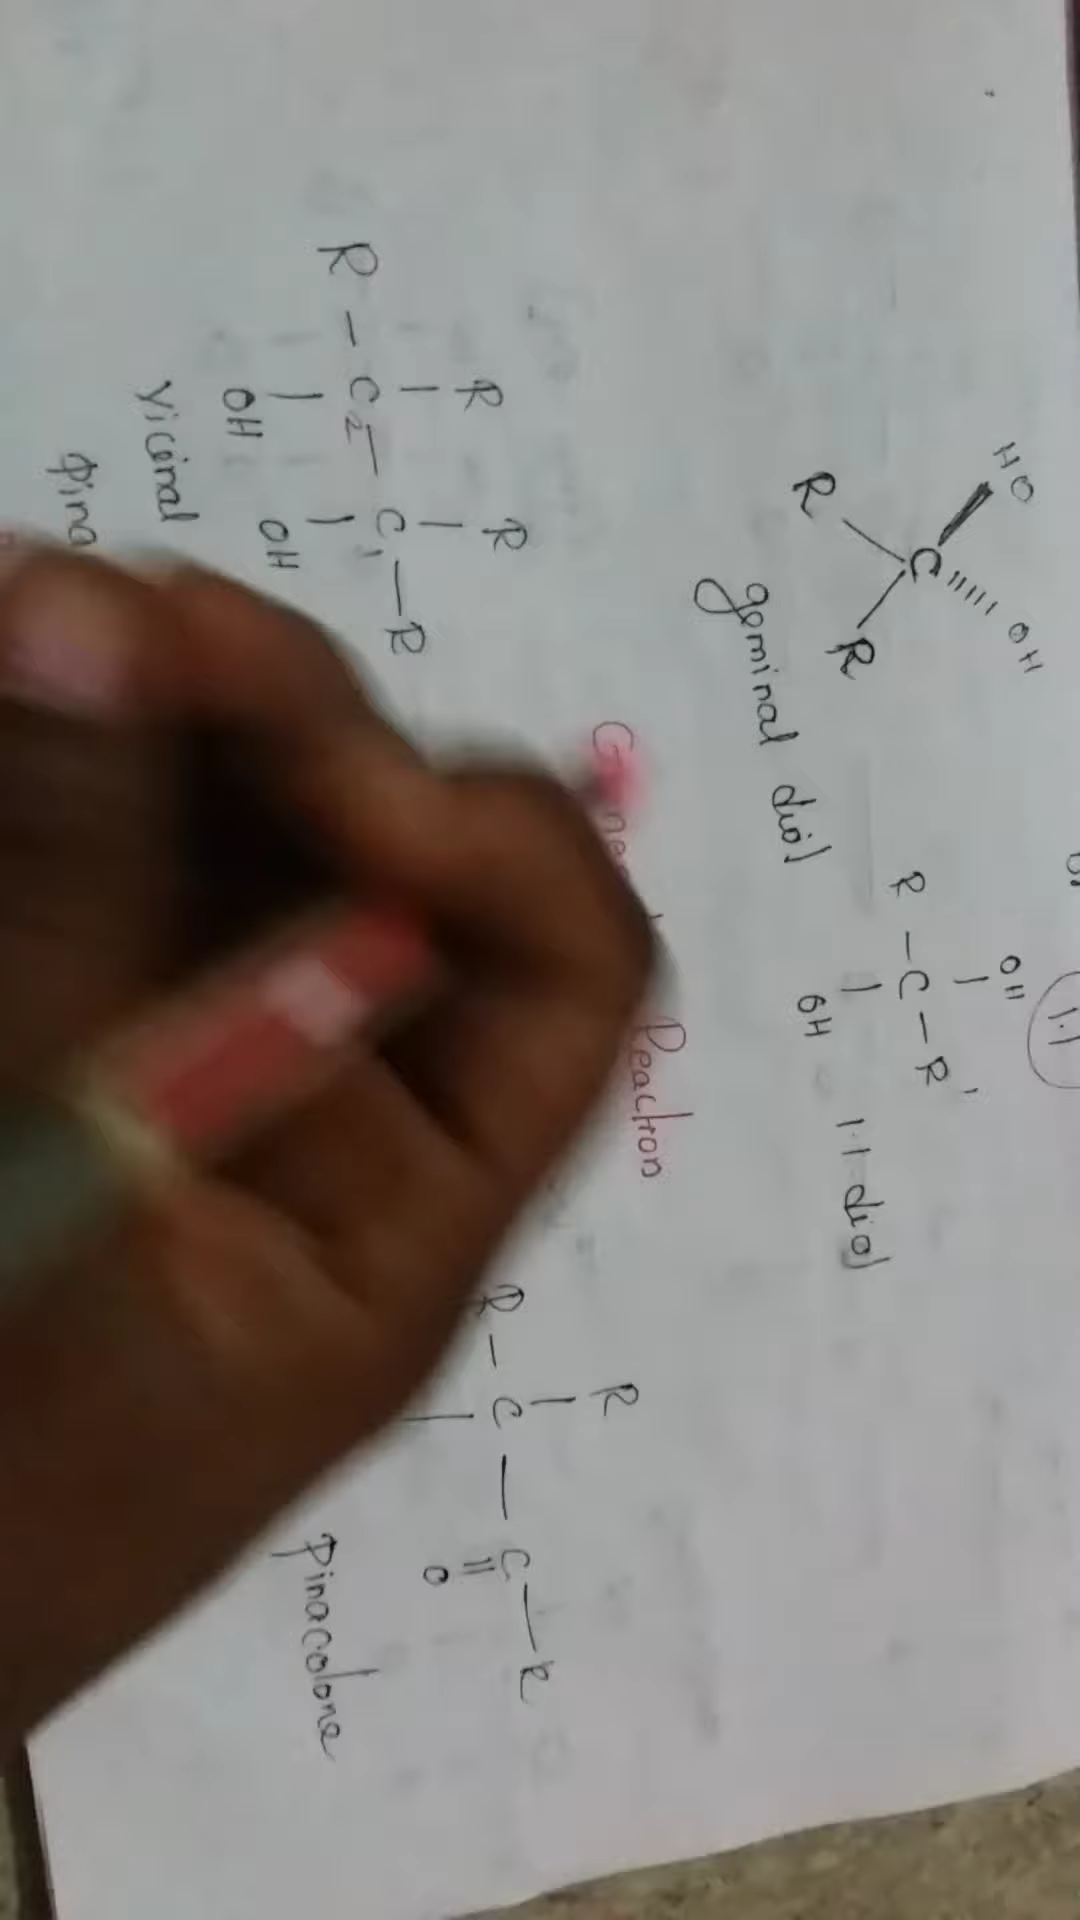 1.1
HO OH
C
R R
geminal diol
OH
R - C - R'
OH
1.1 diol
Reaction
R R
R - C2 - C1 - R
OH OH
Vicinal
R
R - C - C - R
O
Pinacolone